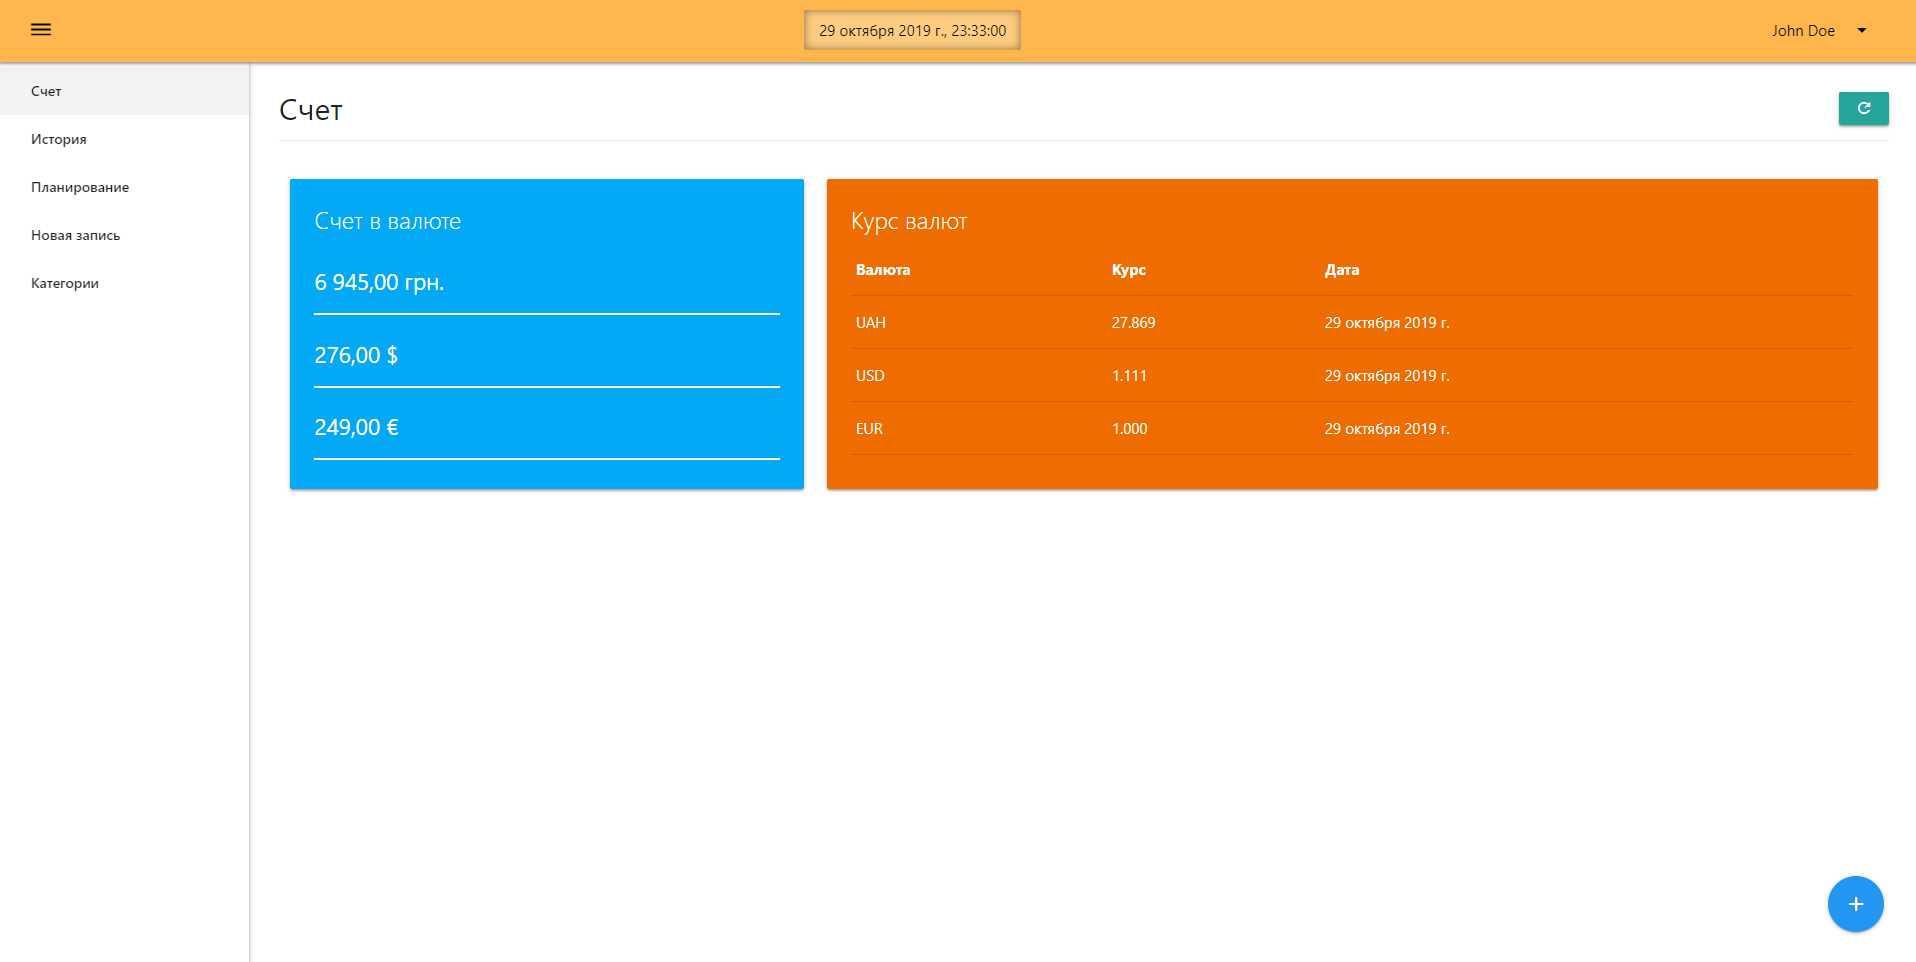 29 октября 2019 г., 23:33:00
John Doe
Счет
История
Планирование
Новая запись
Категории
Счет
Счет в валюте
6 945,00 грн.
276,00 $
249,00 €
Курс валют
Валюта Курс Дата
UAH 27.869 29 октября 2019 г.
USD 1.111 29 октября 2019 г.
EUR 1.000 29 октября 2019 г.